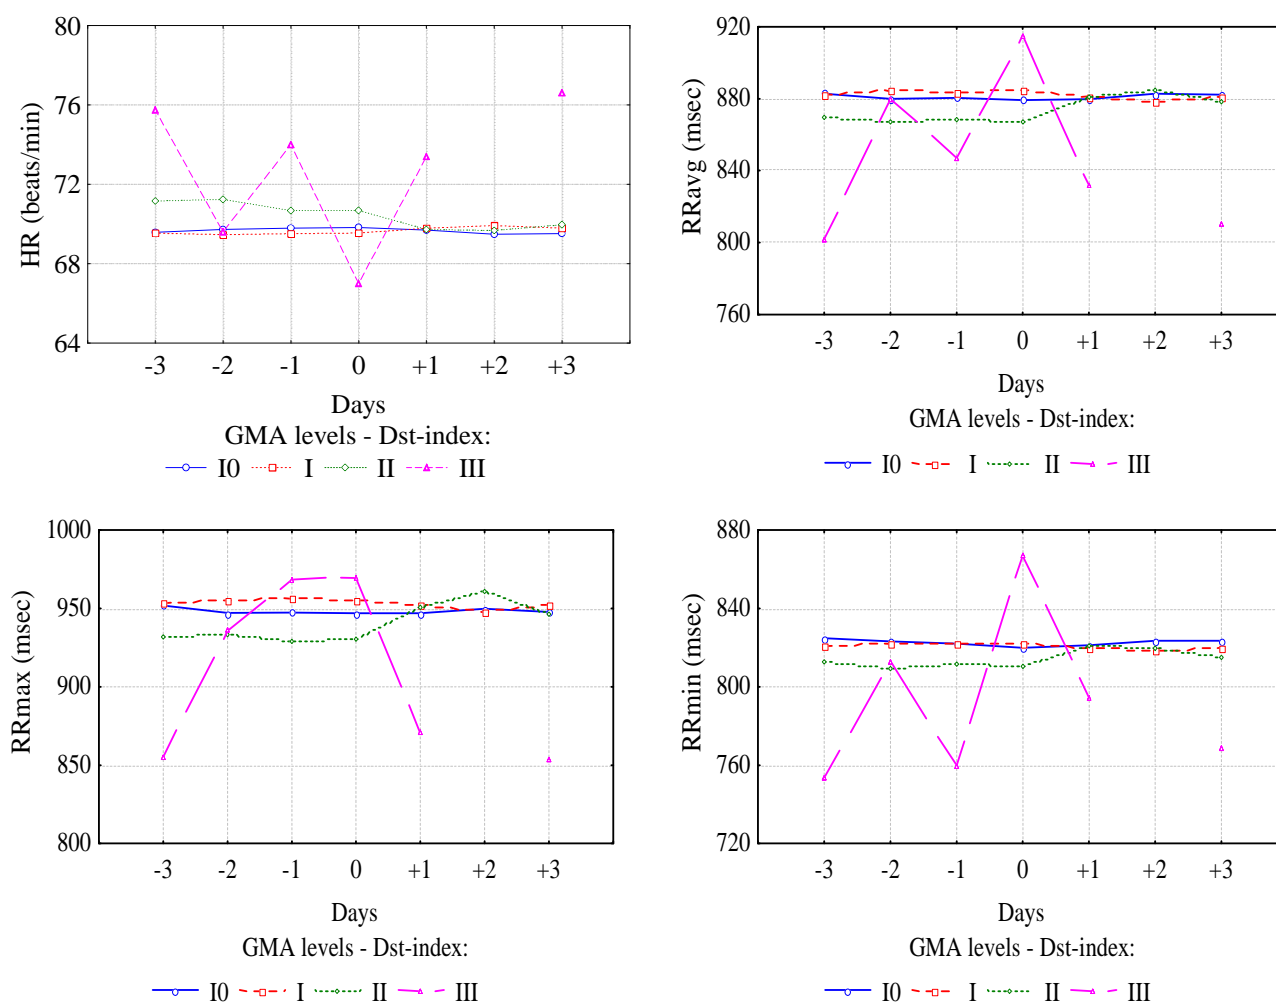 80
76
72
68
64
HR (beats/min)
-3 -2 -1 0 +1 +2 +3
Days
GMA levels - Dst-index:
I0 I II III
920
880
840
800
760
RRavg (msec)
-3 -2 -1 0 +1 +2 +3
Days
GMA levels - Dst-index:
I0 I II III
1000
950
900
850
800
RRmax (msec)
-3 -2 -1 0 +1 +2 +3
Days
GMA levels - Dst-index:
I0 I II III
880
840
800
760
720
RRmin (msec)
-3 -2 -1 0 +1 +2 +3
Days
GMA levels - Dst-index:
I0 I II III